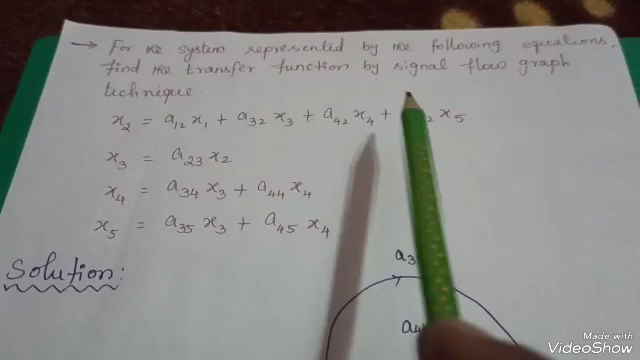 → For the system represented by the following equations.
find the transfer function by signal flow graph
technique.
x₂ = a₁₂ x₁ + a₃₂ x₃ + a₄₂ x₄ + ₂ x₅
x₃ = a₂₃ x₂
x₄ = a₃₄ x₃ + a₄₄ x₄
x₅ = a₃₅ x₃ + a₄₅ x₄
Solution:
a₃
a₄
Made with
VideoShow